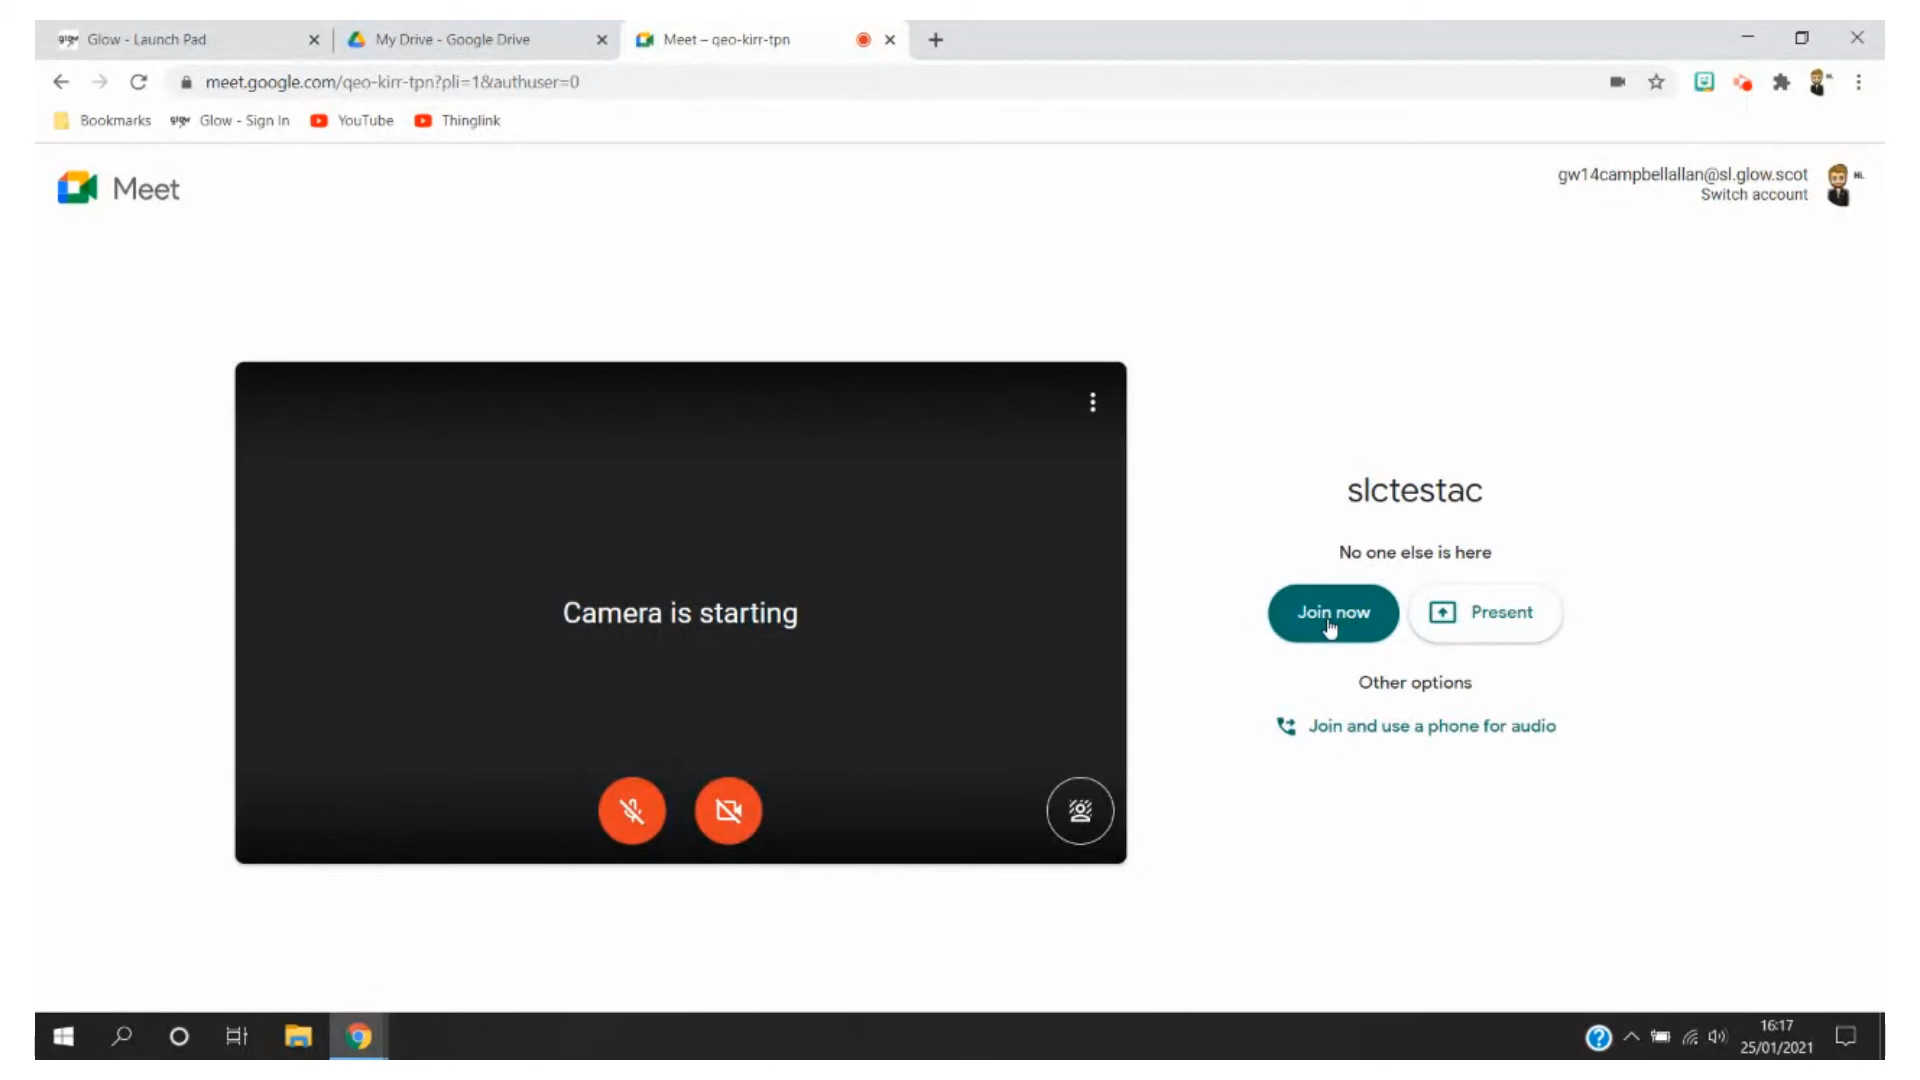 Glow - Launch Pad
My Drive - Google Drive
Meet – qeo-kirr-tpn
meet.google.com/qeo-kirr-tpn?pli=1&authuser=0
Bookmarks
glow
Glow - Sign In
YouTube
Thinglink
Meet
gw14campbellallan@sl.glow.scot
Switch account
Camera is starting
slctestac
No one else is here
Join now
Present
Other options
Join and use a phone for audio
16:17
25/01/2021